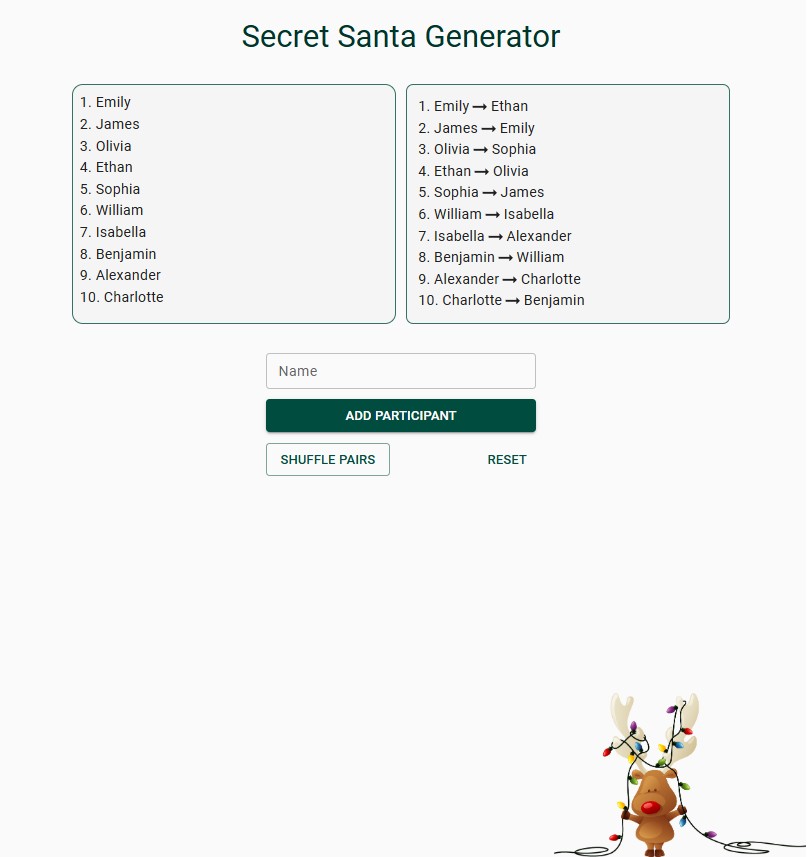 Secret Santa Generator
1. Emily
2. James
3. Olivia
4. Ethan
5. Sophia
6. William
7. Isabella
8. Benjamin
9. Alexander
10. Charlotte
1. Emily ➞ Ethan
2. James ➞ Emily
3. Olivia ➞ Sophia
4. Ethan ➞ Olivia
5. Sophia ➞ James
6. William ➞ Isabella
7. Isabella ➞ Alexander
8. Benjamin ➞ William
9. Alexander ➞ Charlotte
10. Charlotte ➞ Benjamin
Name
ADD PARTICIPANT
SHUFFLE PAIRS
RESET